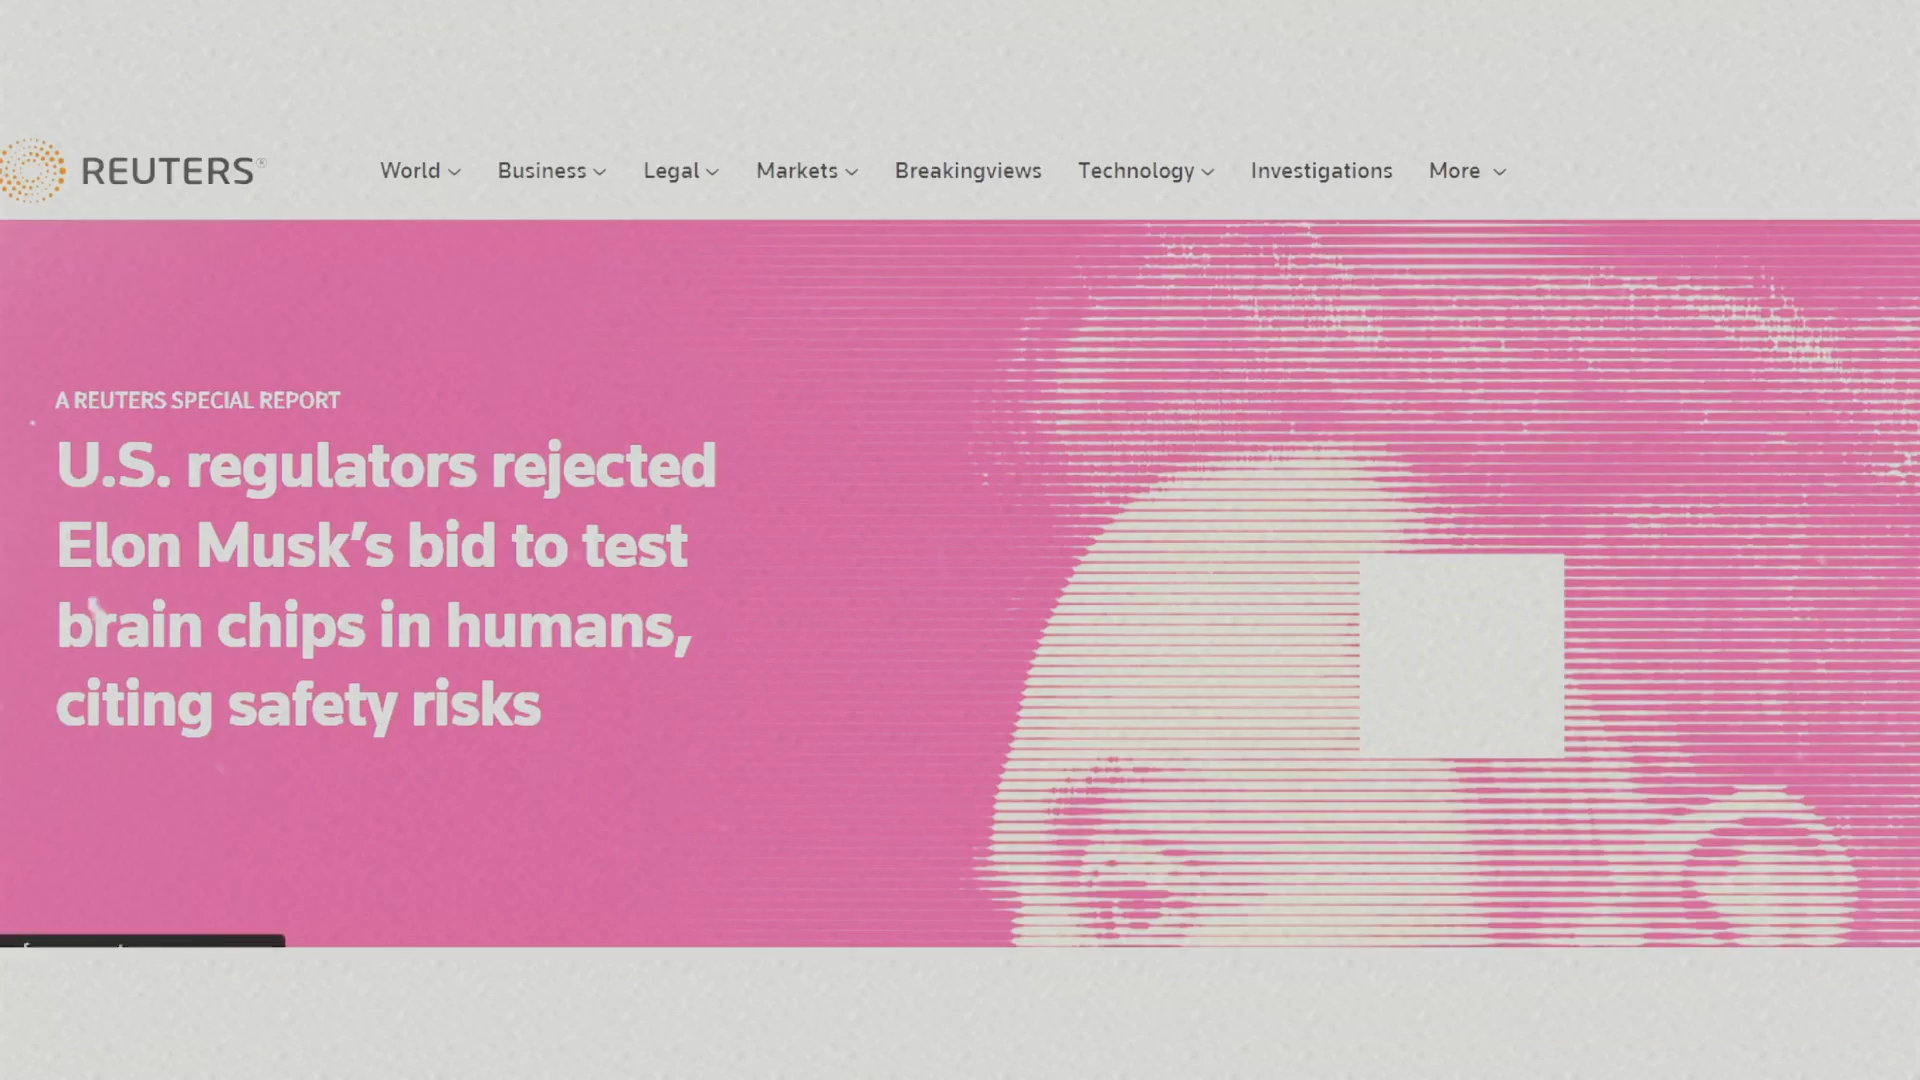 REUTERS®
World Business Legal Markets Breakingviews Technology Investigations More
A REUTERS SPECIAL REPORT
U.S. regulators rejected
Elon Musk’s bid to test
brain chips in humans,
citing safety risks